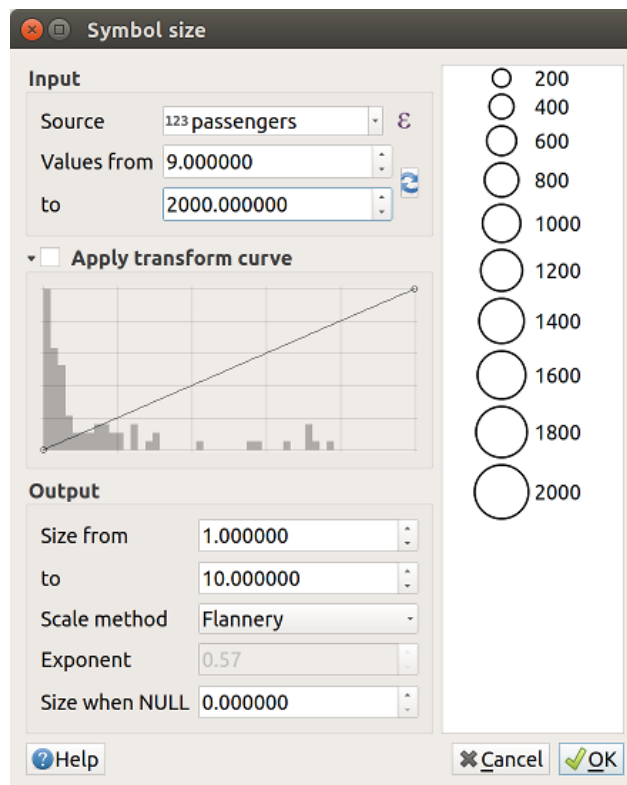 Symbol size
Input
Source 123 passengers ε
Values from 9.000000
to 2000.000000
Apply transform curve
Output
Size from 1.000000
to 10.000000
Scale method Flannery
Exponent 0.57
Size when NULL 0.000000
200
400
600
800
1000
1200
1400
1600
1800
2000
?Help
Cancel OK